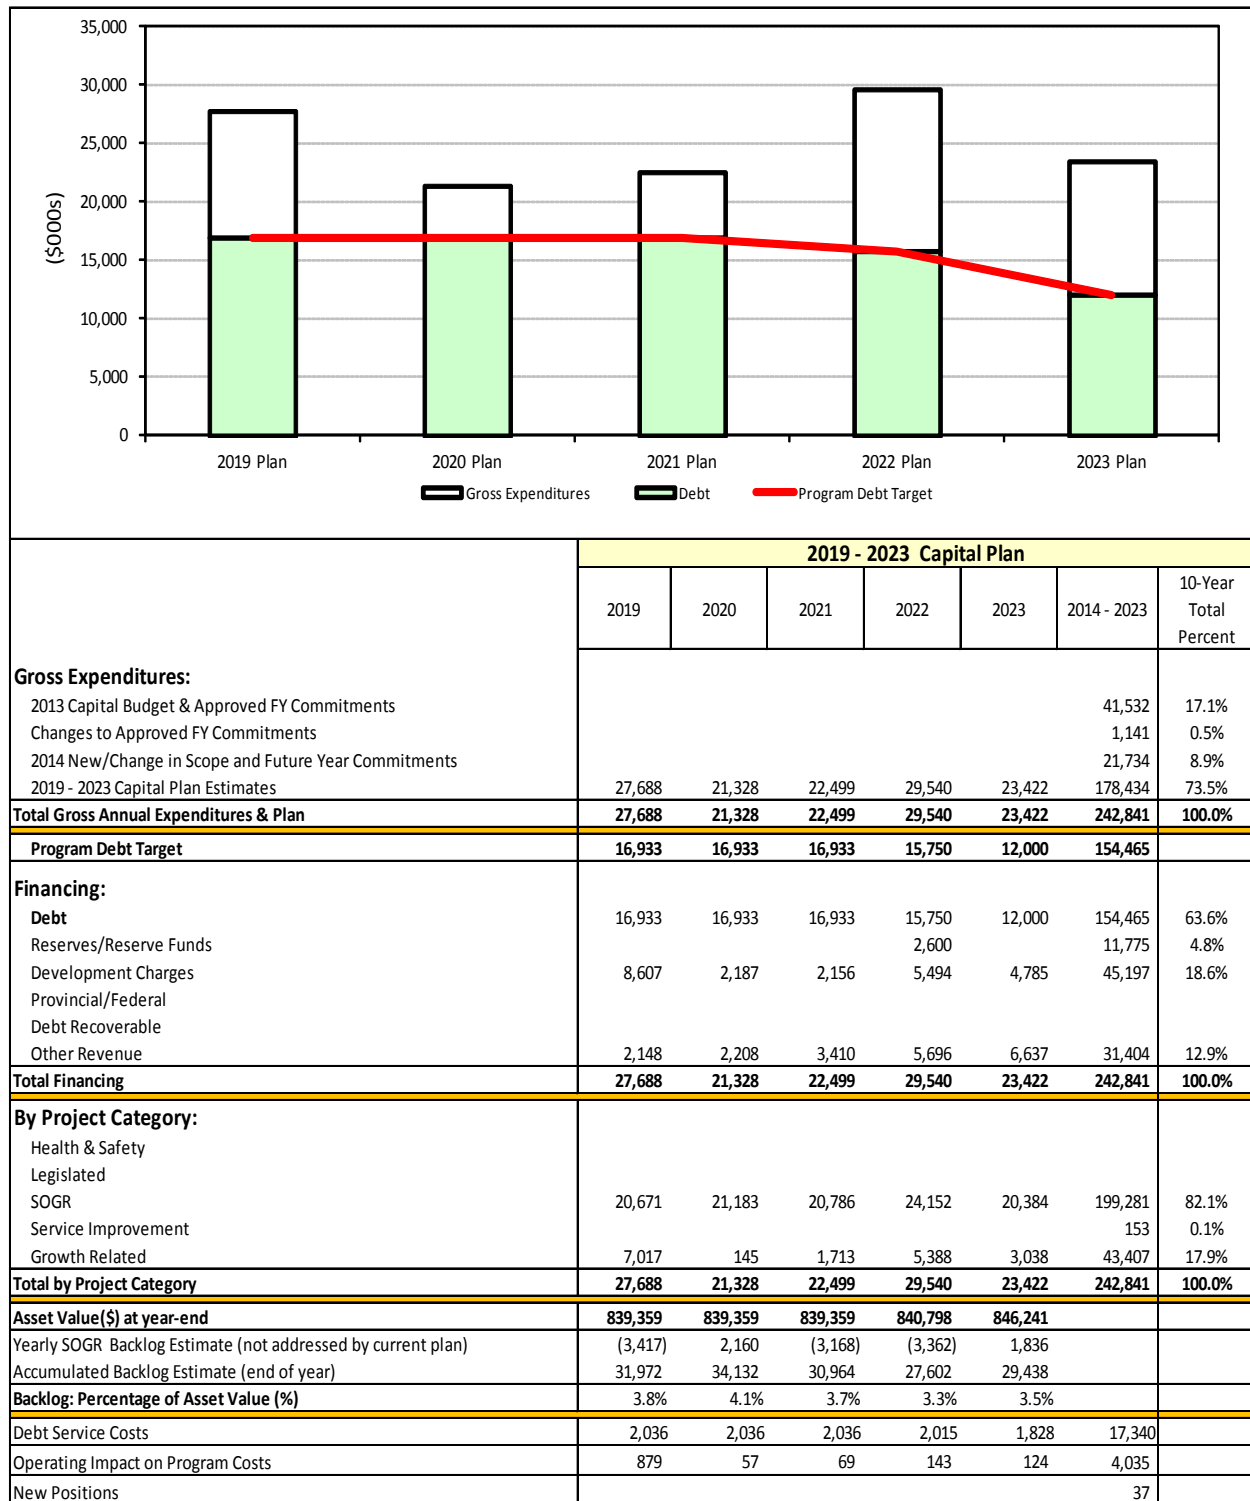 35,000
30,000
25,000
20,000
15,000
10,000
5,000
0
($000s)
2019 Plan 2020 Plan 2021 Plan 2022 Plan 2023 Plan
Gross Expenditures Debt Program Debt Target
2019 - 2023 Capital Plan
2019 2020 2021 2022 2023 2014 - 2023 10-Year Total Percent
Gross Expenditures:
2013 Capital Budget & Approved FY Commitments 41,532 17.1%
Changes to Approved FY Commitments 1,141 0.5%
2014 New/Change in Scope and Future Year Commitments 21,734 8.9%
2019 - 2023 Capital Plan Estimates 27,688 21,328 22,499 29,540 23,422 178,434 73.5%
Total Gross Annual Expenditures & Plan 27,688 21,328 22,499 29,540 23,422 242,841 100.0%
Program Debt Target 16,933 16,933 16,933 15,750 12,000 154,465
Financing:
Debt 16,933 16,933 16,933 15,750 12,000 154,465 63.6%
Reserves/Reserve Funds 2,600 11,775 4.8%
Development Charges 8,607 2,187 2,156 5,494 4,785 45,197 18.6%
Provincial/Federal
Debt Recoverable
Other Revenue 2,148 2,208 3,410 5,696 6,637 31,404 12.9%
Total Financing 27,688 21,328 22,499 29,540 23,422 242,841 100.0%
By Project Category:
Health & Safety
Legislated
SOGR 20,671 21,183 20,786 24,152 20,384 199,281 82.1%
Service Improvement 153 0.1%
Growth Related 7,017 145 1,713 5,388 3,038 43,407 17.9%
Total by Project Category 27,688 21,328 22,499 29,540 23,422 242,841 100.0%
Asset Value($) at year-end 839,359 839,359 839,359 840,798 846,241
Yearly SOGR Backlog Estimate (not addressed by current plan) (3,417) 2,160 (3,168) (3,362) 1,836
Accumulated Backlog Estimate (end of year) 31,972 34,132 30,964 27,602 29,438
Backlog: Percentage of Asset Value (%) 3.8% 4.1% 3.7% 3.3% 3.5%
Debt Service Costs 2,036 2,036 2,036 2,015 1,828 17,340
Operating Impact on Program Costs 879 57 69 143 124 4,035
New Positions 37